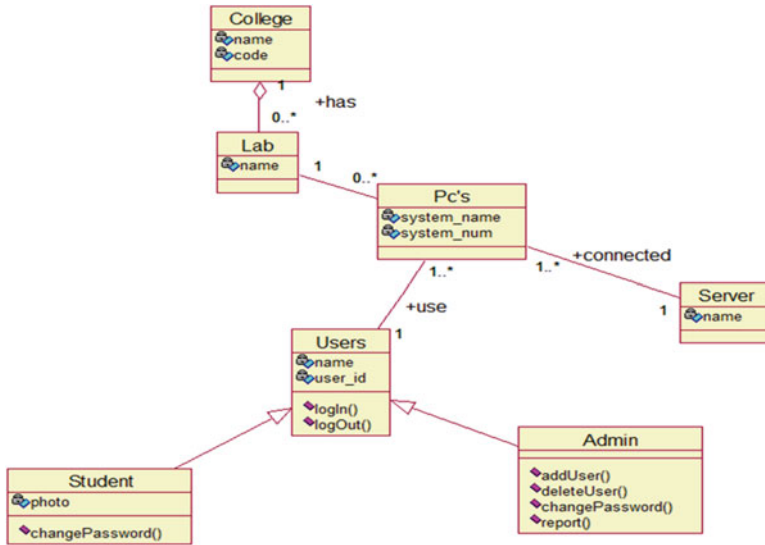 College
name
code
1
+has
0..*
Lab
name
1
0..*
Pc's
system_name
system_num
1..*
1..*
+connected
+use
Server
1
name
1
Users
name
user_id
logIn()
logOut()
Student
photo
changePassword()
Admin
addUser()
deleteUser()
changePassword()
report()